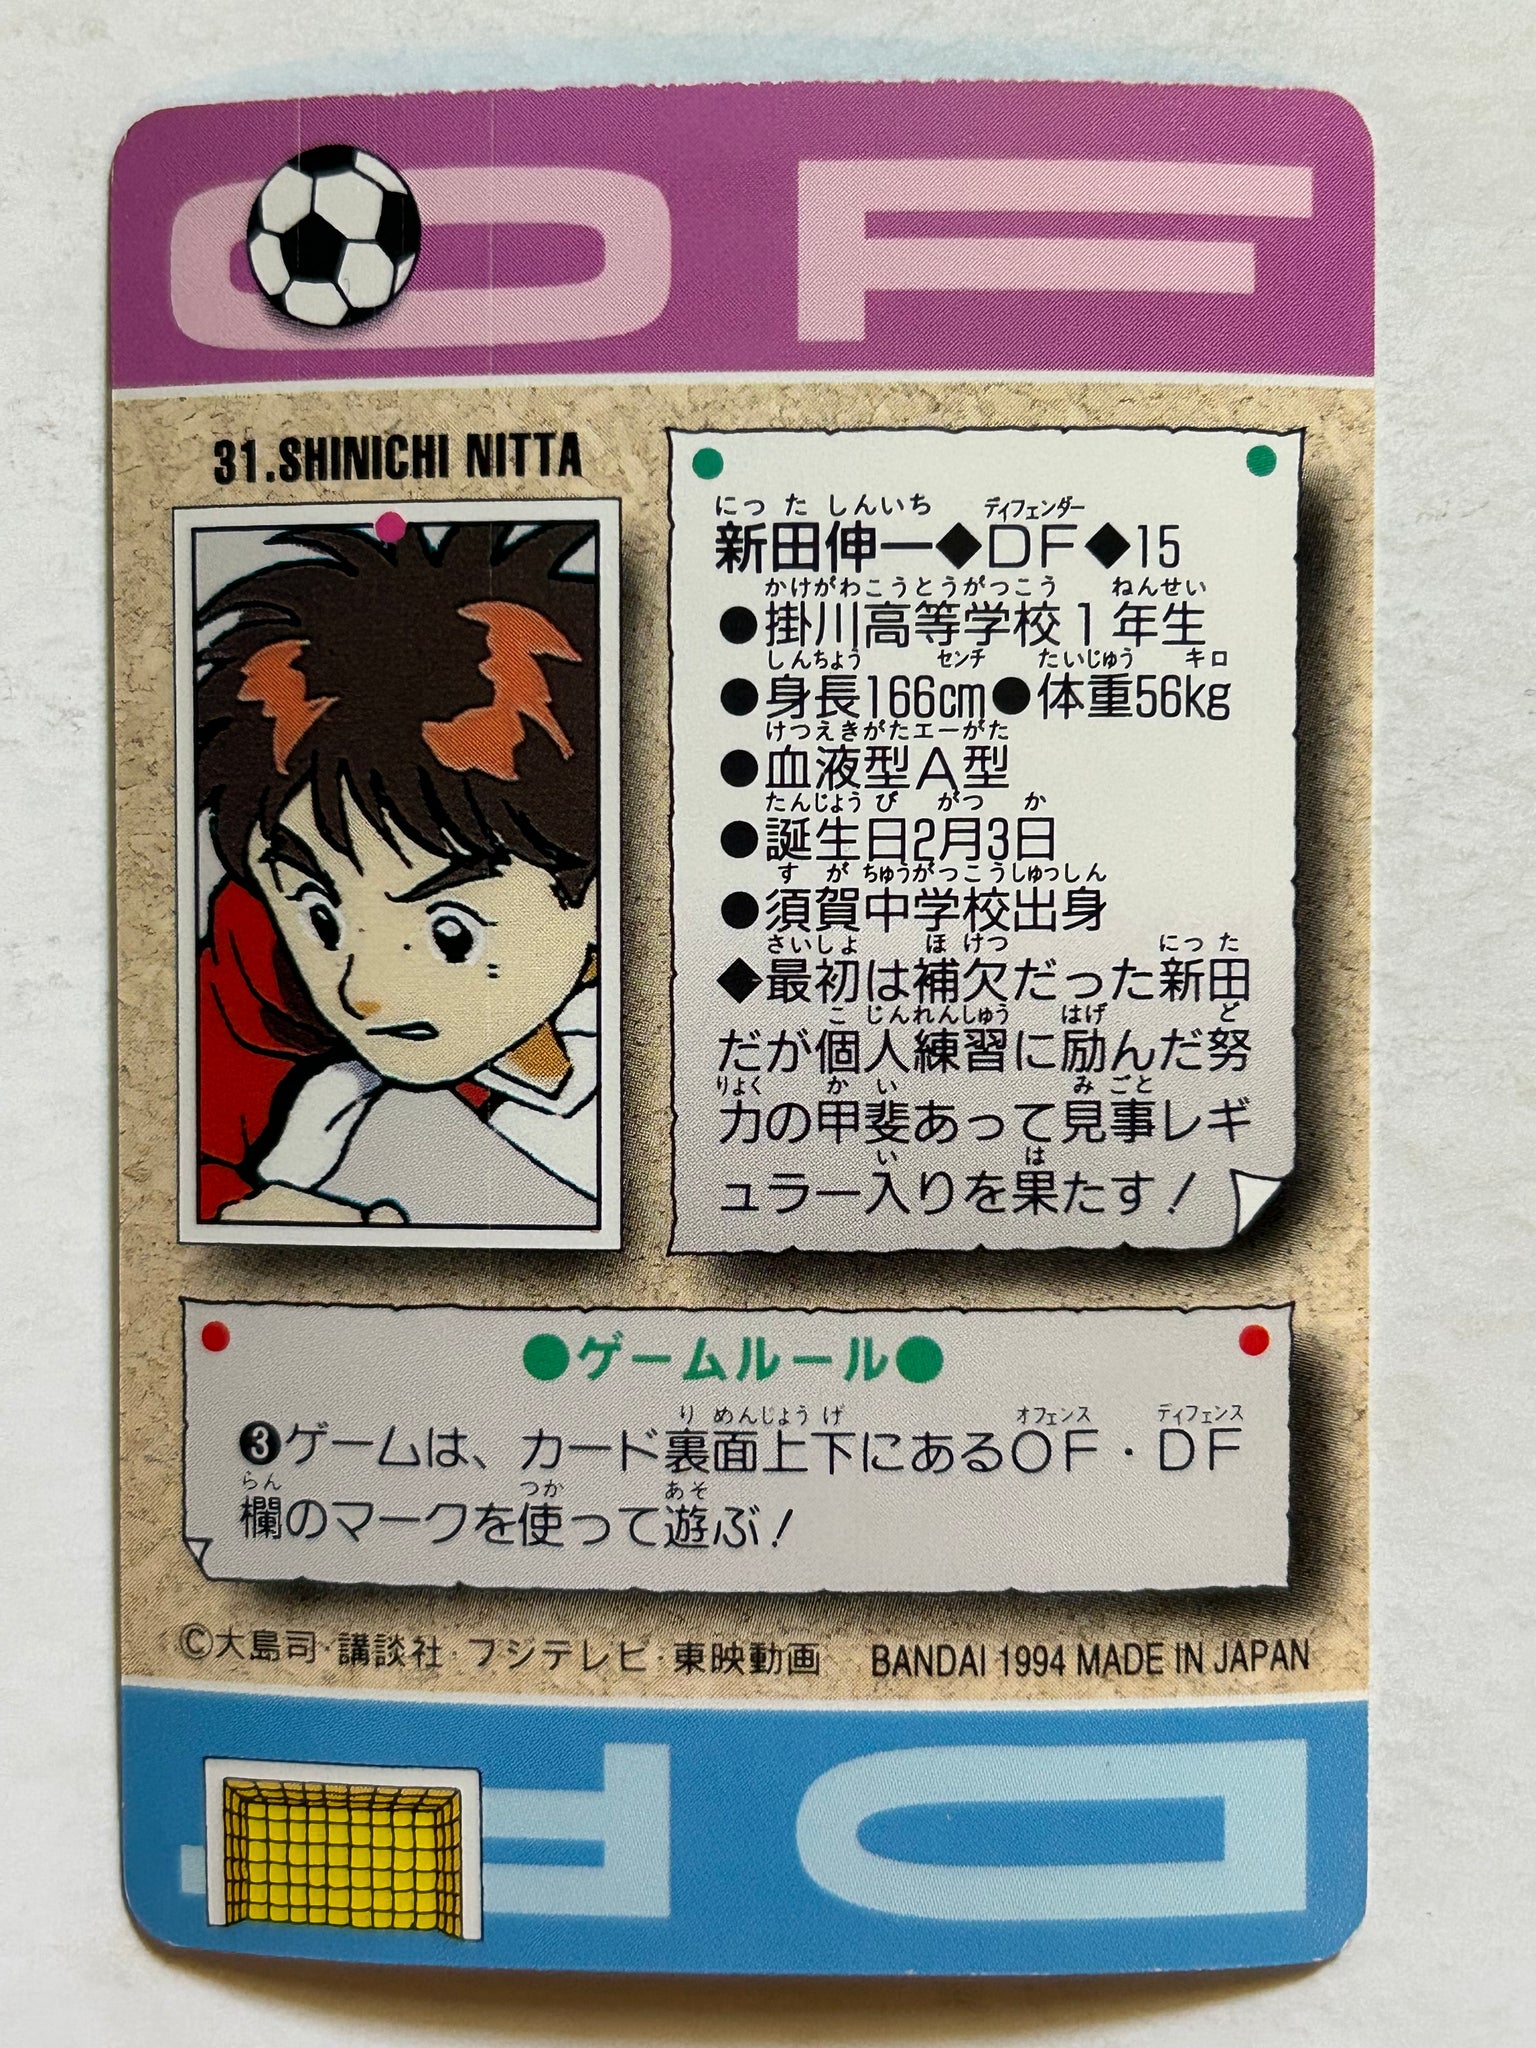 OF
31.SHINICHI NITTA
にったしんいち ディフェンダー
新田伸一◆DF◆15
かけがわこうとうがっこう ねんせい
●掛川高等学校1年生
しんちょう センチ たいじゅう キロ
●身長166cm●体重56kg
けつえきがたエーがた
●血液型A型
たんじょうび がつ か
●誕生日2月3日
すがちゅうがっこうしゅっしん
●須賀中学校出身
さいしょ ほけつ にった
◆最初は補欠だった新田
こじんれんしゅう はげ ど
だが個人練習に励んだ努
りょく かい みごと
力の甲斐あって見事レギ
い は
ュラー入りを果たす！
●ゲームルール●
りめんじょうげ オフェンス ディフェンス
❸ゲームは、カード裏面上下にあるOF・DF
らん つか あそ
欄のマークを使って遊ぶ！
©大島司・講談社・フジテレビ・東映動画 BANDAI 1994 MADE IN JAPAN
DF